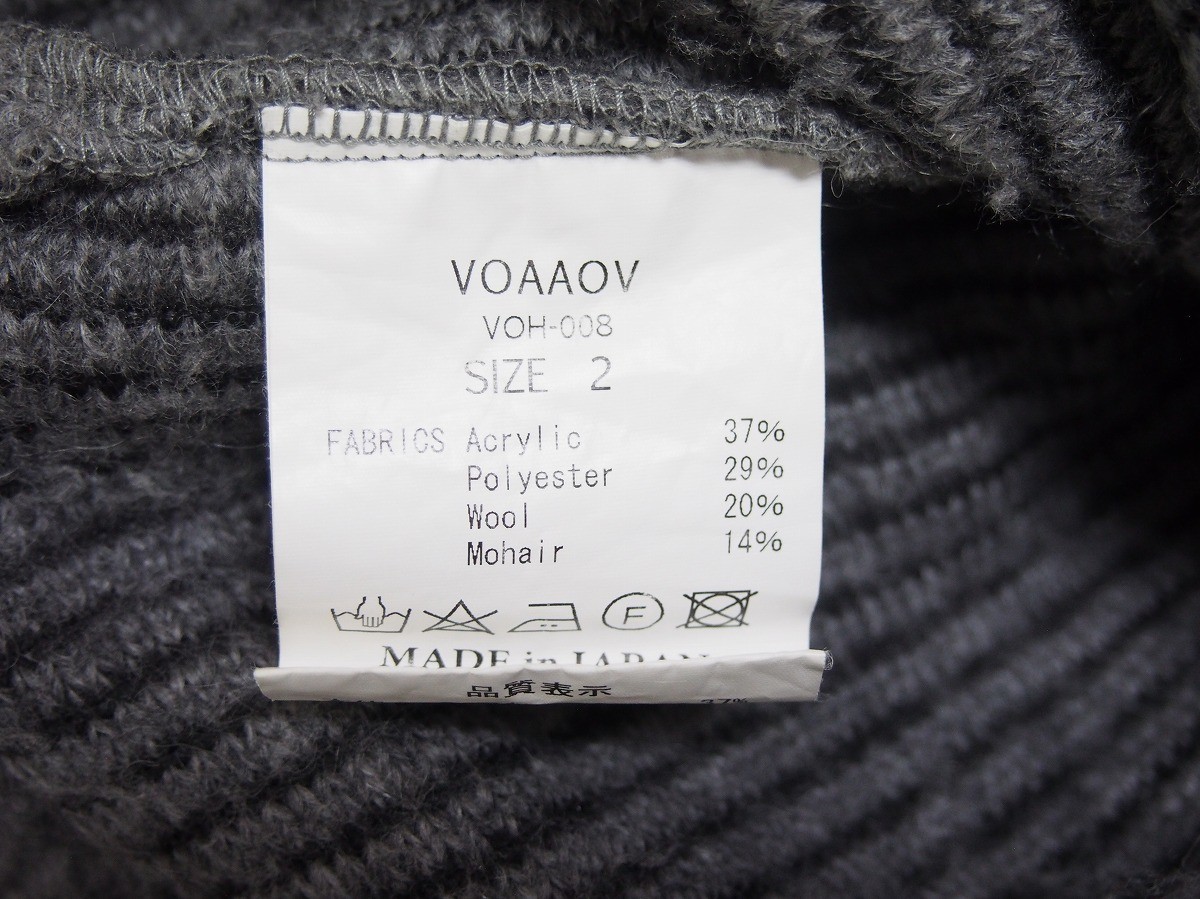 VOAAOV
VOH-008
SIZE 2
FABRICS Acrylic 37%
Polyester 29%
Wool 20%
Mohair 14%
F
MADE in JAPAN
品質表示
37%